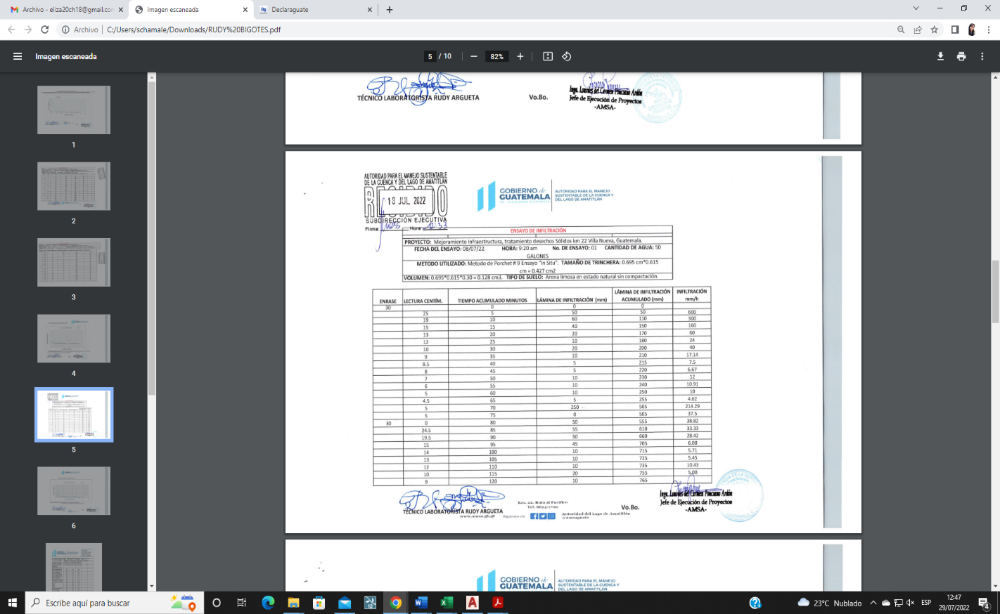 Archivo - eliza20ch18@gmail.com
Imagen escaneada
Declaraguate
Archivo
C:/Users/schamale/Downloads/RUDY%20BIGOTES.pdf
Imagen escaneada
5 / 10
82%
TÉCNICO LABORATORISTA RUDY ARGUETA
Vo.Bo.
Jefe de Ejecución de Proyectos
-AMSA-
1
2
3
4
5
6
AUTORIDAD PARA EL MANEJO SUSTENTABLE
DE LA CUENCA Y DEL LAGO DE AMATITLÁN
RECIBIDO
18 JUL 2022
SUBDIRECCIÓN EJECUTIVA
Firma: Hora 12:33
GOBIERNO de
GUATEMALA
AUTORIDAD PARA EL MANEJO
SUSTENTABLE DE LA CUENCA Y
DEL LAGO DE AMATITLÁN
ENSAYO DE INFILTRACIÓN
PROYECTO: Mejoramiento Infraestructura, tratamiento desechos Sólidos km 22 Villa Nueva, Guatemala.
FECHA DEL ENSAYO: 08/07/22. HORA: 9:20 am No. DE ENSAYO: 01 CANTIDAD DE AGUA: 50
GALONES
METODO UTILIZADO: Metodo de Porchet # 9 Ensayo "In Situ". TAMAÑO DE TRINCHERA: 0.695 cm*0.615
cm = 0.427 cm2
VOLUMEN: 0.695*0.615*0.30 = 0.128 cm3. TIPO DE SUELO: Arena limosa en estado natural sin compactación.
ENRASE LECTURA CENTÍM. TIEMPO ACUMULADO MINUTOS LÁMINA DE INFILTRACIÓN (mm) LÁMINA DE INFILTRACIÓN ACUMULADO (mm) INFILTRACIÓN mm/h
30 0 0 0
25 5 50 50 600
19 10 60 110 300
15 15 40 150 160
13 20 20 170 60
12 25 10 180 24
10 30 20 200 40
9 35 10 210 17.14
8.5 40 5 215 7.5
8 45 5 220 6.67
7 50 10 230 12
6 55 10 240 10.91
5 60 10 250 10
4.5 65 5 255 4.62
5 70 250 505 214.29
5 75 0 505 37.5
30 0 80 50 555 38.82
24.5 85 55 610 33.33
19.5 90 50 660 28.42
15 95 45 705 6.00
14 100 10 715 5.71
13 105 10 725 5.45
12 110 10 735 10.43
10 115 20 755 5.00
9 120 10 765
TÉCNICO LABORATORISTA RUDY ARGUETA
Km. 22. Ruta al Pacífico
Tel. 6624-1700
www.amsa.gob.gt
Síguenos en
Autoridad del Lago de Amatitlán
@amsaguate
Vo.Bo.
Jefe de Ejecución de Proyectos
-AMSA-
GOBIERNO de
GUATEMALA
AUTORIDAD PARA EL MANEJO
SUSTENTABLE DE LA CUENCA Y
DEL LAGO DE AMATITLÁN
Escribe aquí para buscar
23°C Nublado
ESP
12:47
29/07/2022
4